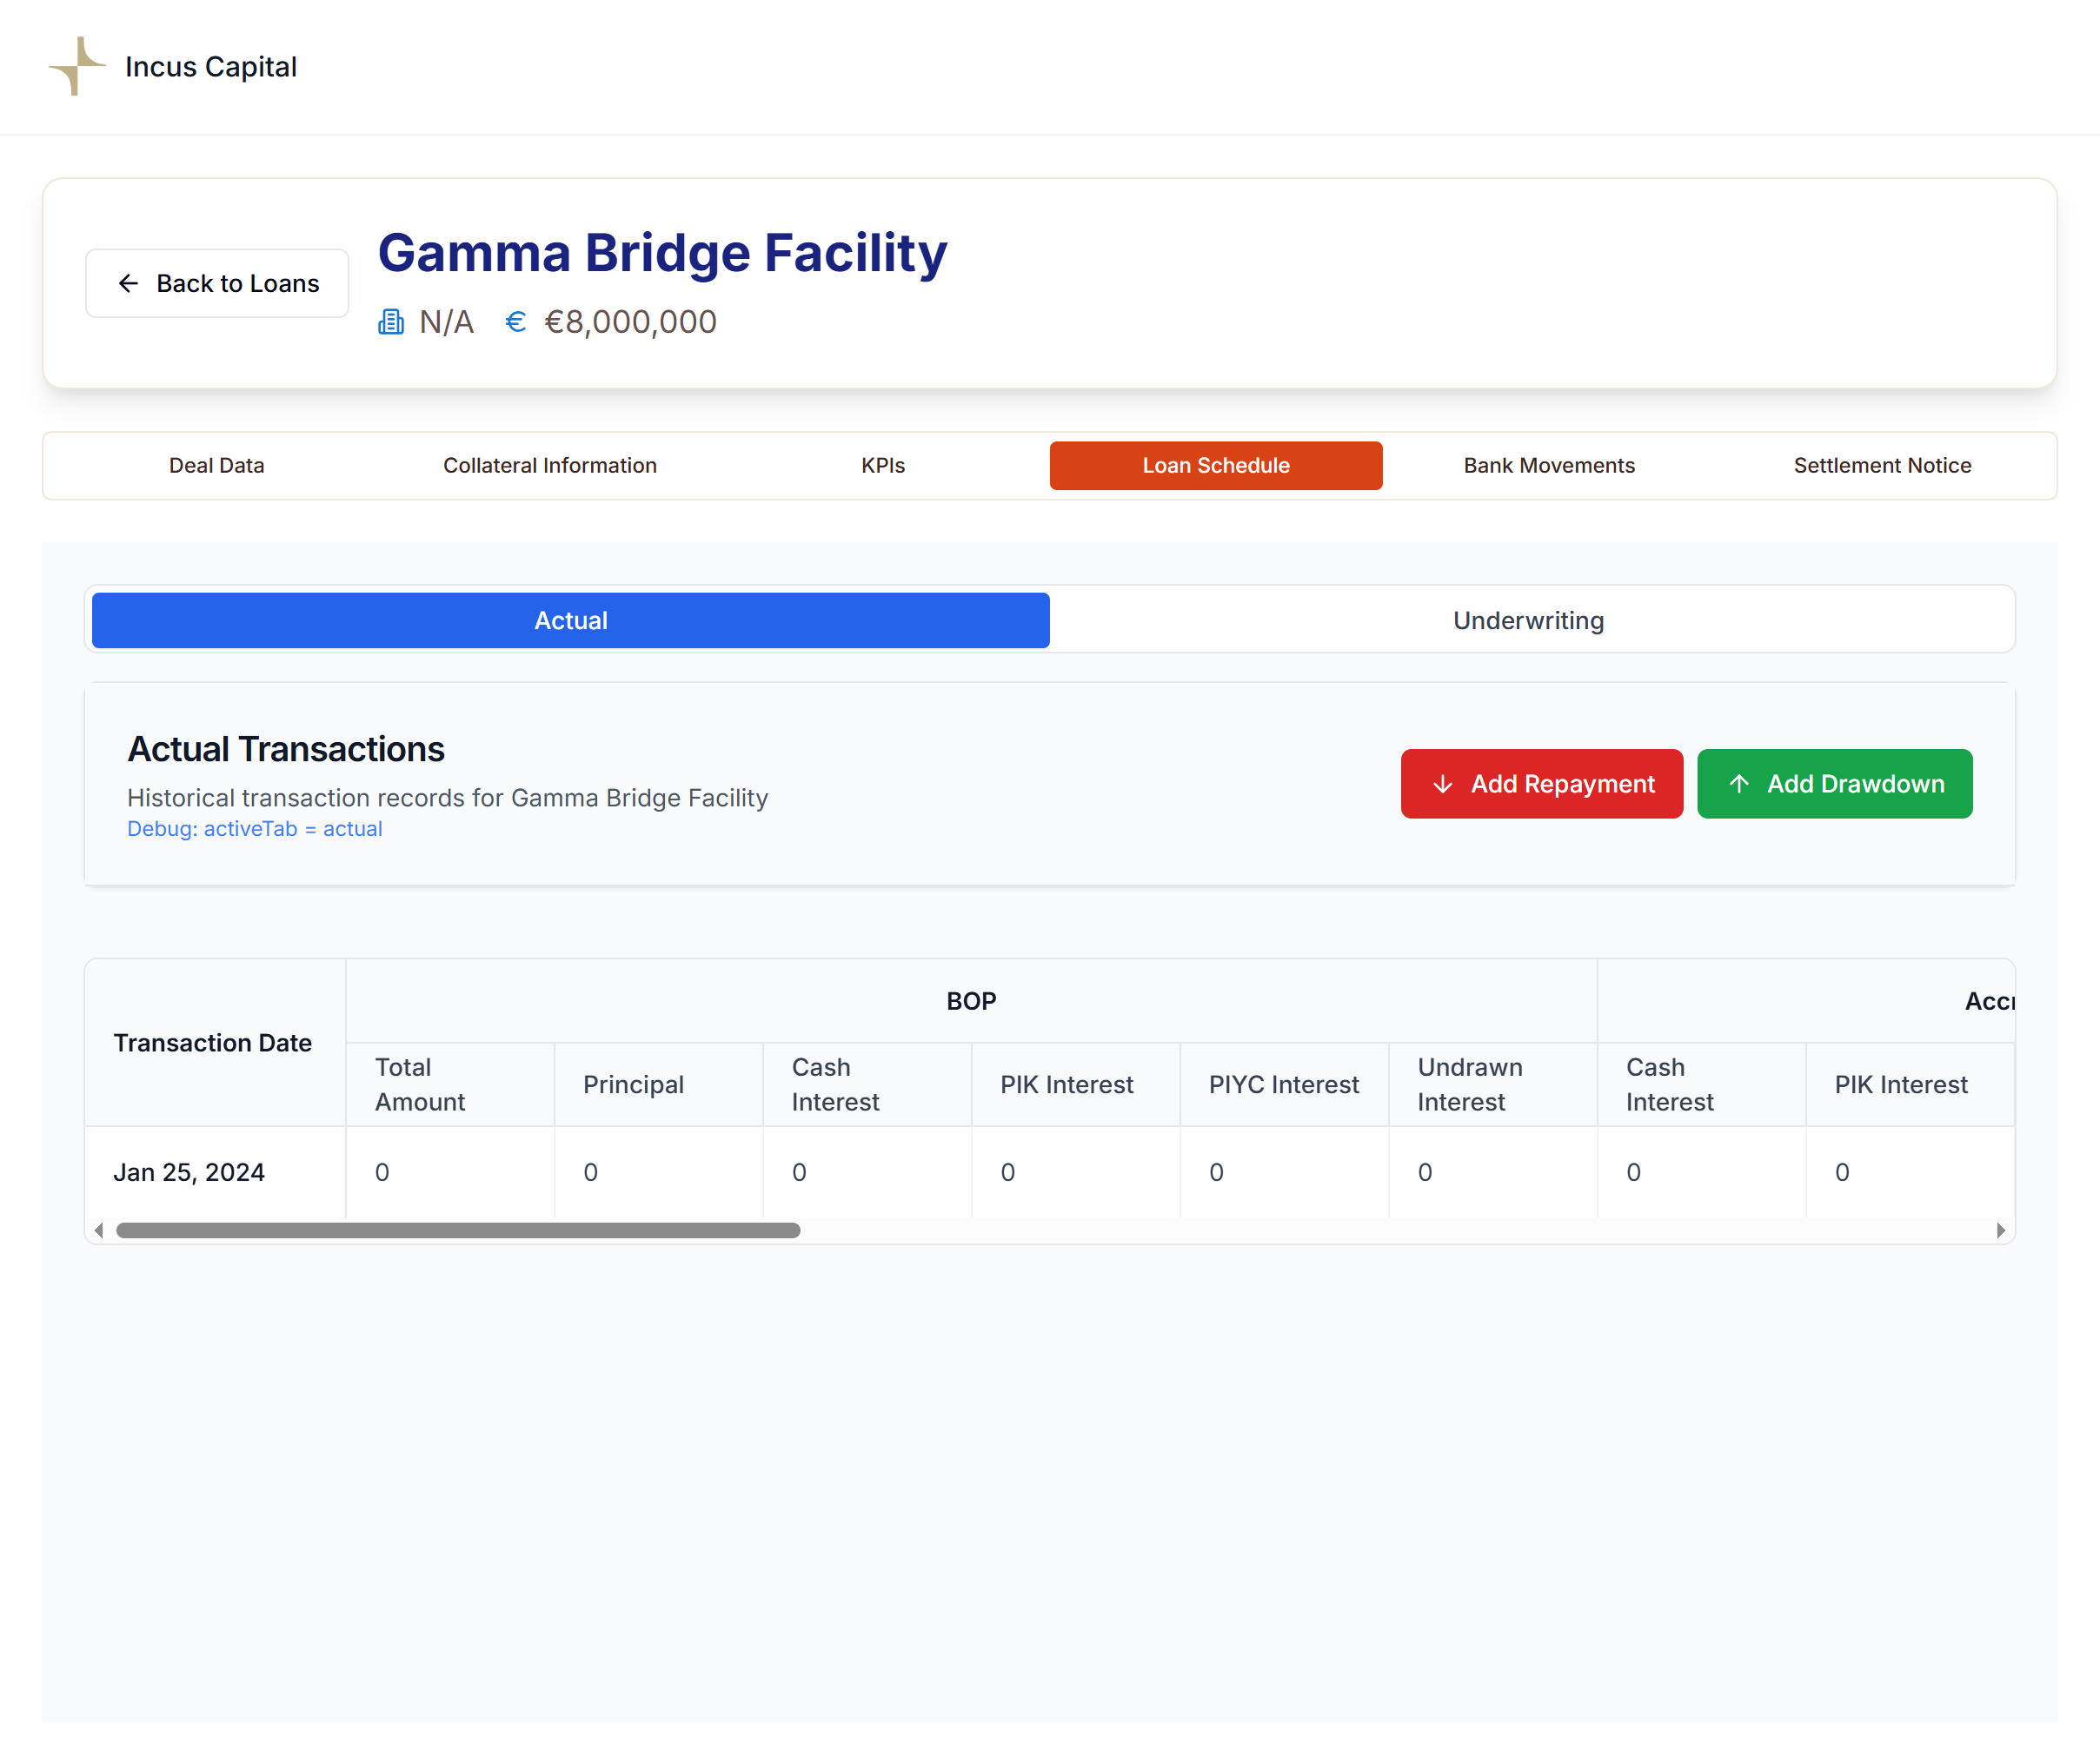 Incus Capital
Back to Loans
Gamma Bridge Facility
N/A € €8,000,000
Deal Data Collateral Information KPIs Loan Schedule Bank Movements Settlement Notice
Actual Underwriting
Actual Transactions
Historical transaction records for Gamma Bridge Facility
Debug: activeTab = actual
Add Repayment Add Drawdown
Transaction Date BOP
Total Amount Principal Cash Interest PIK Interest PIYC Interest Undrawn Interest Cash Interest PIK Interest
Jan 25, 2024 0 0 0 0 0 0 0 0